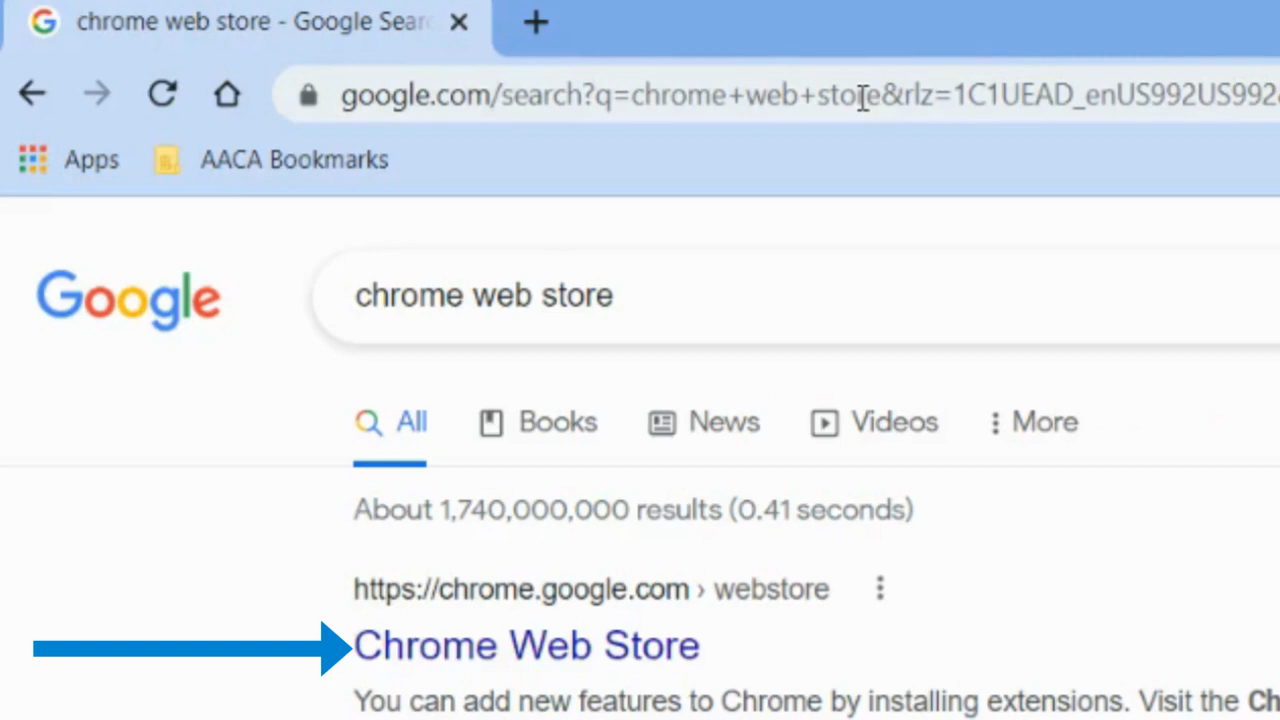 chrome web store - Google Sear
google.com/search?q=chrome+web+store&rlz=1C1UEAD_enUS992US992&
Apps AACA Bookmarks
Google chrome web store
All Books News Videos More
About 1,740,000,000 results (0.41 seconds)
https://chrome.google.com › webstore
Chrome Web Store
You can add new features to Chrome by installing extensions. Visit the Ch